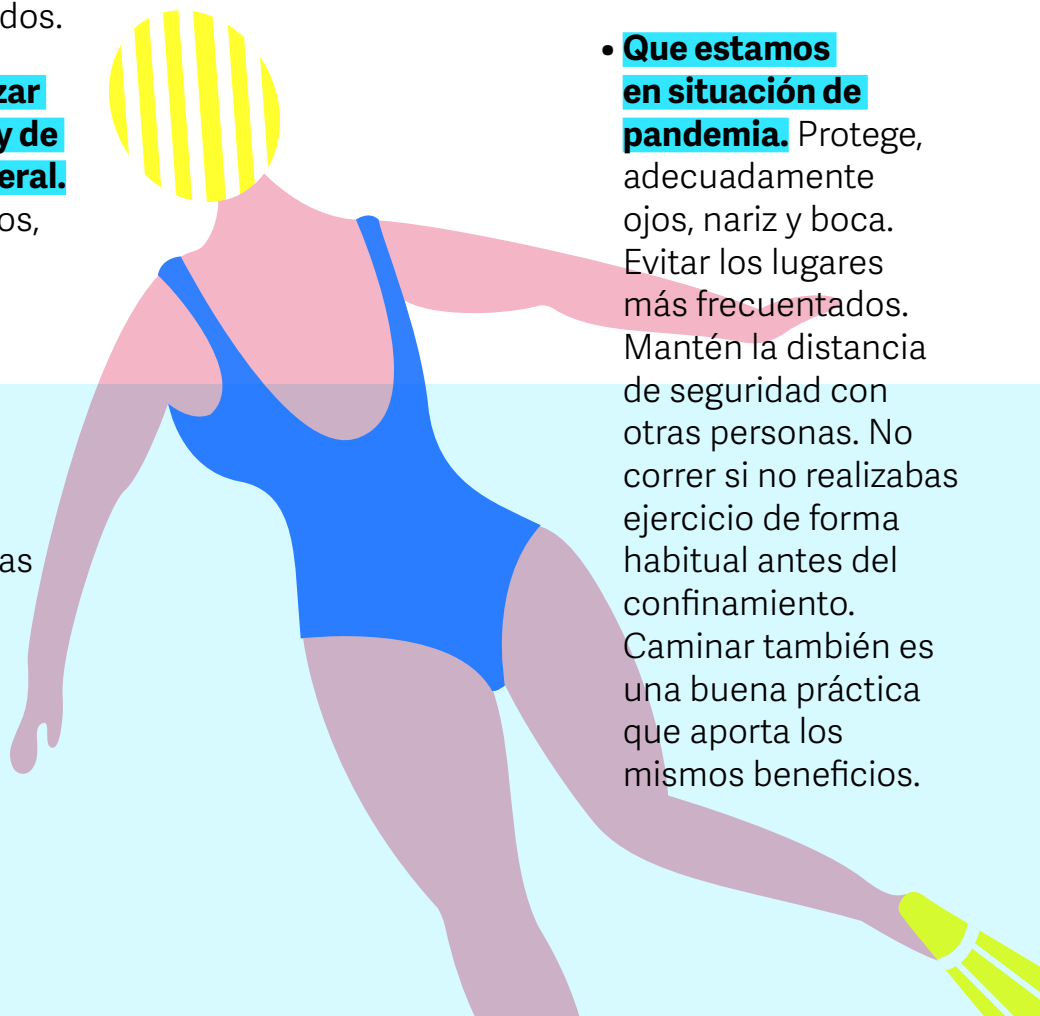 dos.
zar
y de
eral.
os,
as
• Que estamos
en situación de
pandemia. Protege,
adecuadamente
ojos, nariz y boca.
Evitar los lugares
más frecuentados.
Mantén la distancia
de seguridad con
otras personas. No
correr si no realizabas
ejercicio de forma
habitual antes del
confinamiento.
Caminar también es
una buena práctica
que aporta los
mismos beneficios.